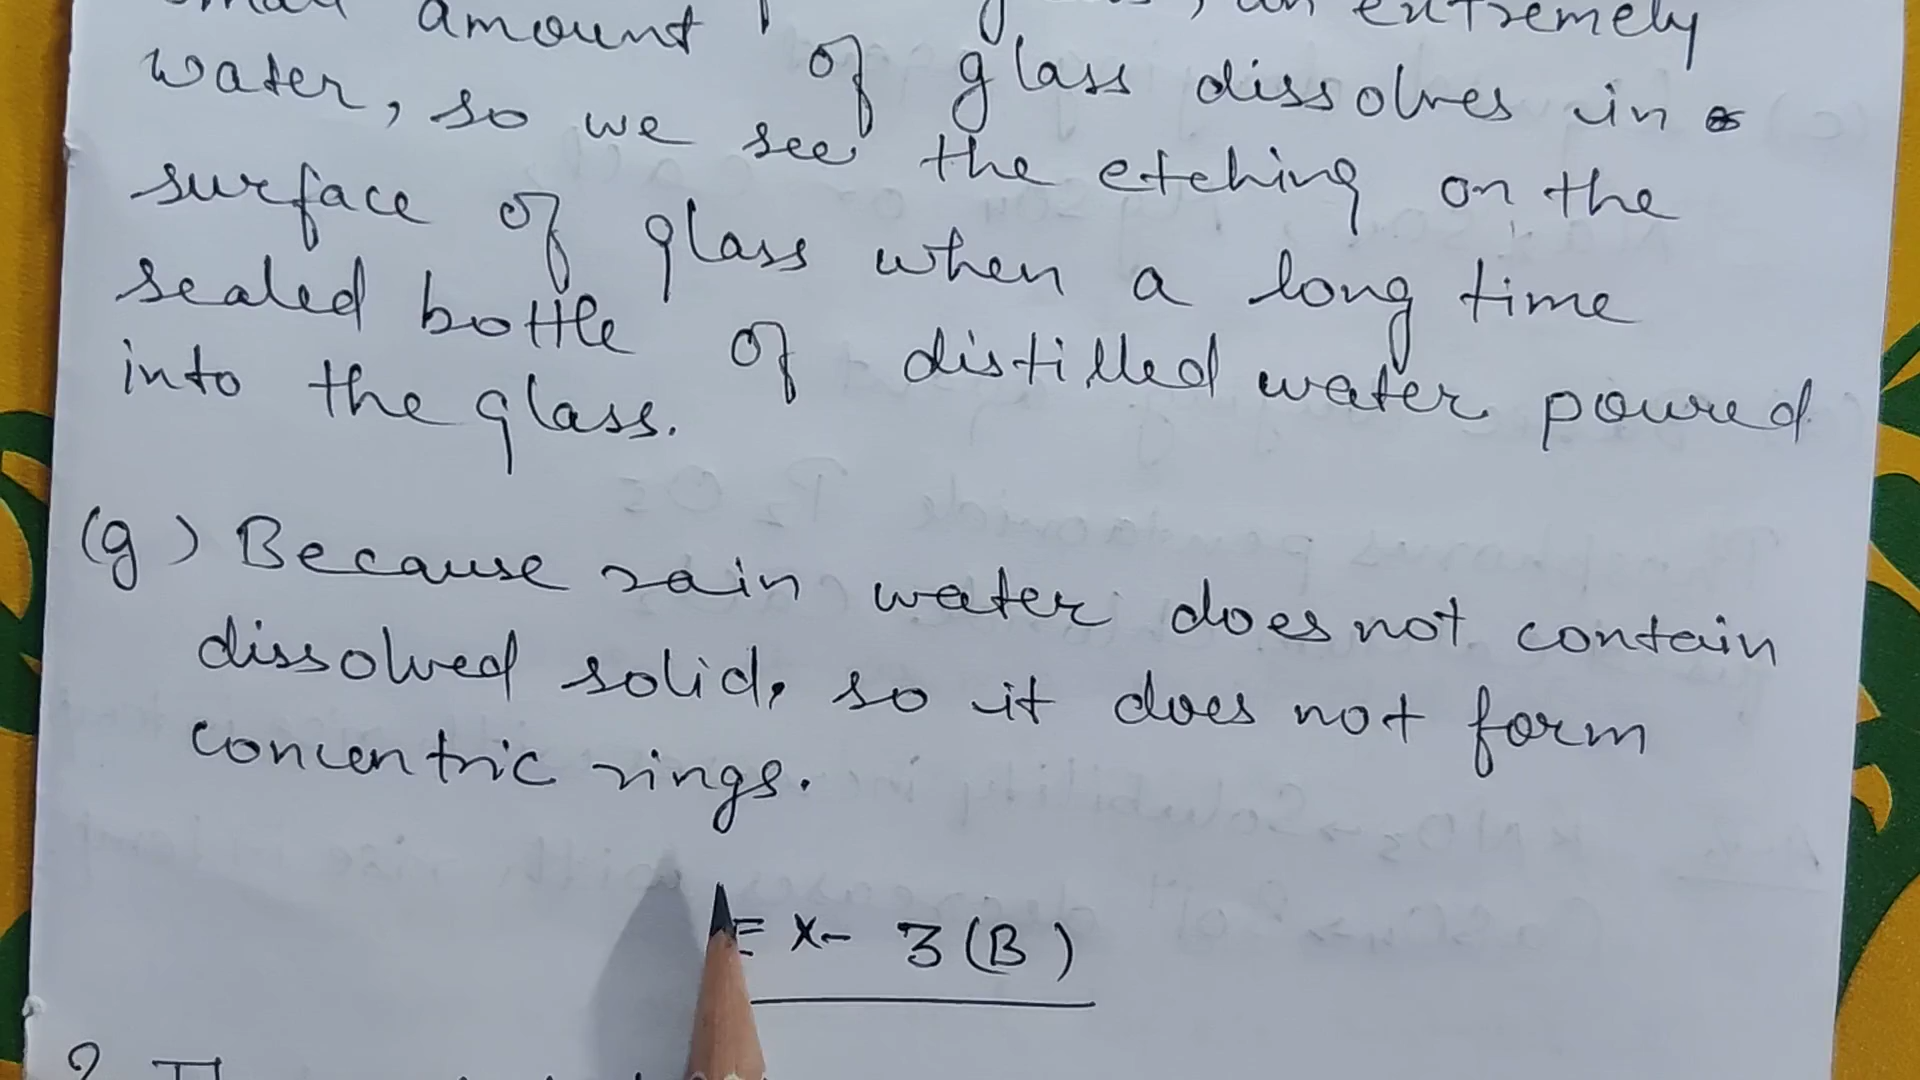 small amount of glass dissolves in
water, so we see the etching on the
surface of glass when a long time
sealed bottle of distilled water poured
into the glass.
(g) Because rain water does not contain
dissolved solid, so it does not form
concentric rings.
Ex- 3(B)